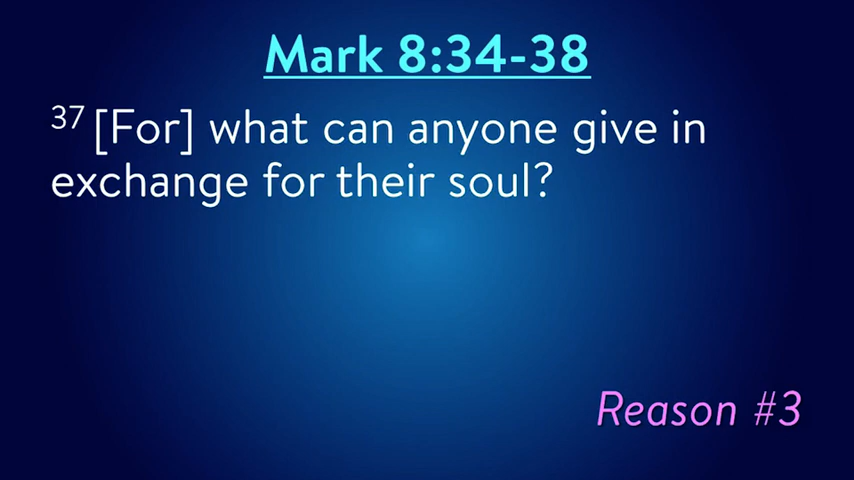 Mark 8:34-38
37 [For] what can anyone give in
exchange for their soul?
Reason #3